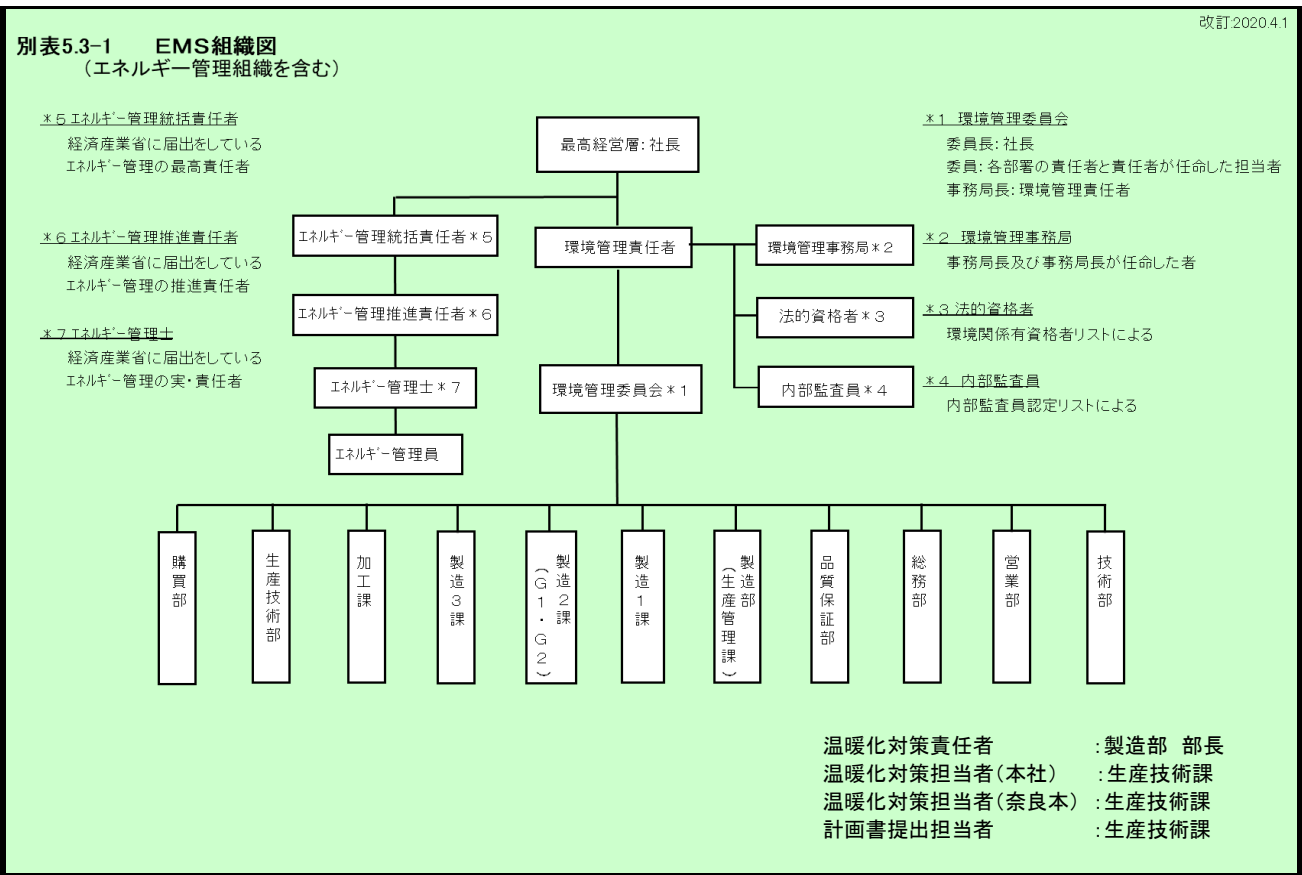 改訂:2020.4.1
別表5.3-1 EMS組織図
(エネルギー管理組織を含む)
＊5 ｴﾈﾙｷﾞｰ管理統括責任者
経済産業省に届出をしている
ｴﾈﾙｷﾞｰ管理の最高責任者
＊6 ｴﾈﾙｷﾞｰ管理推進責任者
経済産業省に届出をしている
ｴﾈﾙｷﾞｰ管理の推進責任者
＊7 ｴﾈﾙｷﾞｰ管理士
経済産業省に届出をしている
ｴﾈﾙｷﾞｰ管理の実・責任者
最高経営層:社長
ｴﾈﾙｷﾞｰ管理統括責任者＊5
ｴﾈﾙｷﾞｰ管理推進責任者＊6
ｴﾈﾙｷﾞｰ管理士＊7
ｴﾈﾙｷﾞｰ管理員
環境管理責任者
環境管理委員会＊1
環境管理事務局＊2
法的資格者＊3
内部監査員＊4
＊1 環境管理委員会
委員長:社長
委員:各部署の責任者と責任者が任命した担当者
事務局長:環境管理責任者
＊2 環境管理事務局
事務局長及び事務局長が任命した者
＊3 法的資格者
環境関係有資格者リストによる
＊4 内部監査員
内部監査員認定リストによる
購買部
生産技術部
加工課
製造3課
製造2課
(G1・G2)
製造1課
製造部
(生産管理課)
品質保証部
総務部
営業部
技術部
温暖化対策責任者 :製造部 部長
温暖化対策担当者(本社) :生産技術課
温暖化対策担当者(奈良本) :生産技術課
計画書提出担当者 :生産技術課